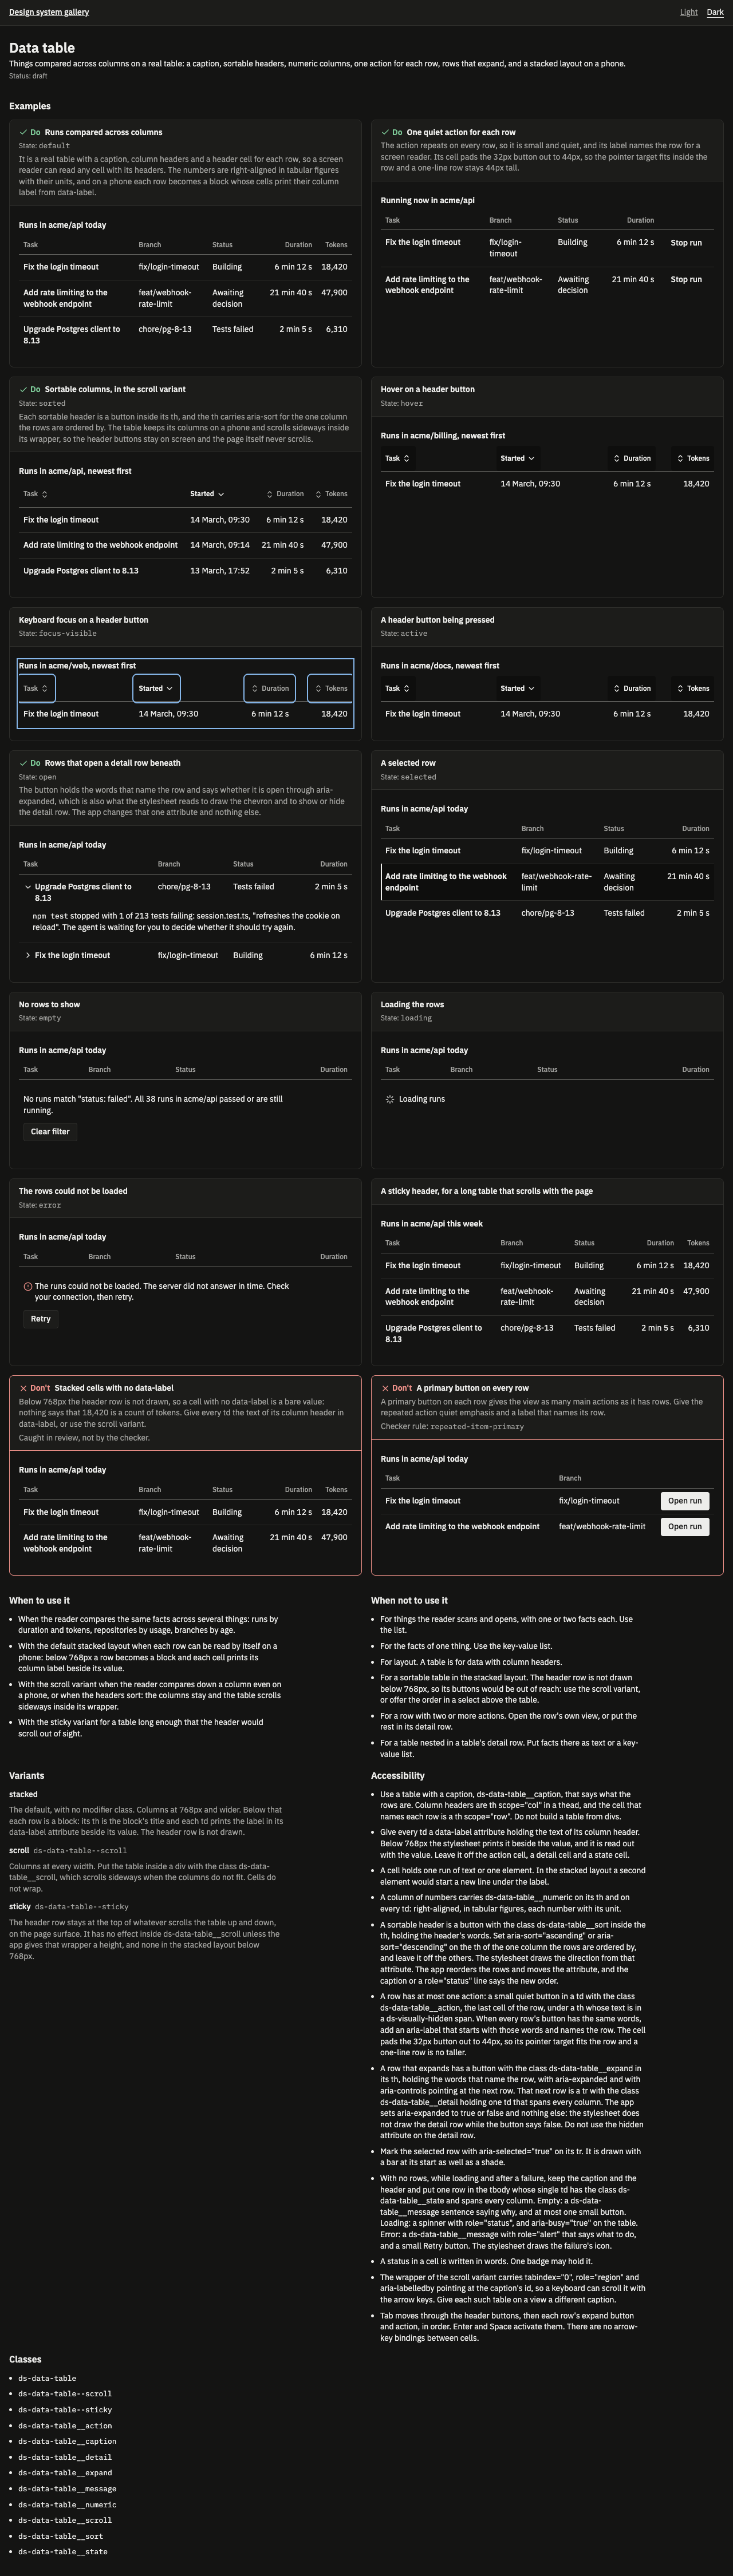 Design system gallery
Light Dark
Data table
Things compared across columns on a real table: a caption, sortable headers, numeric columns, one action for each row, rows that expand, and a stacked layout on a phone.
Status: draft
Examples
Do Runs compared across columns
State: default
It is a real table with a caption, column headers and a header cell for each row, so a screen
reader can read any cell with its headers. The numbers are right-aligned in tabular figures
with their units, and on a phone each row becomes a block whose cells print their column
label from data-label.
Runs in acme/api today
Task Branch Status Duration Tokens
Fix the login timeout fix/login-timeout Building 6 min 12 s 18,420
Add rate limiting to the feat/webhook- Awaiting 21 min 40 s 47,900
webhook endpoint rate-limit decision
Upgrade Postgres client to chore/pg-8-13 Tests failed 2 min 5 s 6,310
8.13
Do One quiet action for each row
The action repeats on every row, so it is small and quiet, and its label names the row for a
screen reader. Its cell pads the 32px button out to 44px, so the pointer target fits inside the
row and a one-line row stays 44px tall.
Running now in acme/api
Task Branch Status Duration
Fix the login timeout fix/login- Building 6 min 12 s Stop run
timeout
Add rate limiting to the feat/webhook- Awaiting 21 min 40 s Stop run
webhook endpoint rate-limit decision
Do Sortable columns, in the scroll variant
State: sorted
Each sortable header is a button inside its th, and the th carries aria-sort for the one column
the rows are ordered by. The table keeps its columns on a phone and scrolls sideways inside
its wrapper, so the header buttons stay on screen and the page itself never scrolls.
Runs in acme/api, newest first
Task Started Duration Tokens
Fix the login timeout 14 March, 09:30 6 min 12 s 18,420
Add rate limiting to the webhook endpoint 14 March, 09:14 21 min 40 s 47,900
Upgrade Postgres client to 8.13 13 March, 17:52 2 min 5 s 6,310
Hover on a header button
State: hover
Runs in acme/billing, newest first
Task Started Duration Tokens
Fix the login timeout 14 March, 09:30 6 min 12 s 18,420
Keyboard focus on a header button
State: focus-visible
Runs in acme/web, newest first
Task Started Duration Tokens
Fix the login timeout 14 March, 09:30 6 min 12 s 18,420
A header button being pressed
State: active
Runs in acme/docs, newest first
Task Started Duration Tokens
Fix the login timeout 14 March, 09:30 6 min 12 s 18,420
Do Rows that open a detail row beneath
State: open
The button holds the words that name the row and says whether it is open through aria-
expanded, which is also what the stylesheet reads to draw the chevron and to show or hide
the detail row. The app changes that one attribute and nothing else.
Runs in acme/api today
Task Branch Status Duration
Upgrade Postgres client to chore/pg-8-13 Tests failed 2 min 5 s
8.13
npm test stopped with 1 of 213 tests failing: session.test.ts, "refreshes the cookie on
reload". The agent is waiting for you to decide whether it should try again.
Fix the login timeout fix/login-timeout Building 6 min 12 s
A selected row
State: selected
Runs in acme/api today
Task Branch Status Duration
Fix the login timeout fix/login-timeout Building 6 min 12 s
Add rate limiting to the webhook feat/webhook-rate- Awaiting 21 min 40 s
endpoint limit decision
Upgrade Postgres client to 8.13 chore/pg-8-13 Tests failed 2 min 5 s
No rows to show
State: empty
Runs in acme/api today
Task Branch Status Duration
No runs match "status: failed". All 38 runs in acme/api passed or are still
running.
Clear filter
Loading the rows
State: loading
Runs in acme/api today
Task Branch Status Duration
Loading runs
The rows could not be loaded
State: error
Runs in acme/api today
Task Branch Status Duration
The runs could not be loaded. The server did not answer in time. Check
your connection, then retry.
Retry
A sticky header, for a long table that scrolls with the page
Runs in acme/api this week
Task Branch Status Duration Tokens
Fix the login timeout fix/login-timeout Building 6 min 12 s 18,420
Add rate limiting to the feat/webhook- Awaiting 21 min 40 s 47,900
webhook endpoint rate-limit decision
Upgrade Postgres client to chore/pg-8-13 Tests failed 2 min 5 s 6,310
8.13
Don't Stacked cells with no data-label
Below 768px the header row is not drawn, so a cell with no data-label is a bare value:
nothing says that 18,420 is a count of tokens. Give every td the text of its column header in
data-label, or use the scroll variant.
Caught in review, not by the checker.
Runs in acme/api today
Task Branch Status Duration Tokens
Fix the login timeout fix/login-timeout Building 6 min 12 s 18,420
Add rate limiting to the feat/webhook- Awaiting 21 min 40 s 47,900
webhook endpoint rate-limit decision
Don't A primary button on every row
A primary button on each row gives the view as many main actions as it has rows. Give the
repeated action quiet emphasis and a label that names its row.
Checker rule: repeated-item-primary
Runs in acme/api today
Task Branch
Fix the login timeout fix/login-timeout Open run
Add rate limiting to the webhook endpoint feat/webhook-rate-limit Open run
When to use it
When the reader compares the same facts across several things: runs by
duration and tokens, repositories by usage, branches by age.
With the default stacked layout when each row can be read by itself on a
phone: below 768px a row becomes a block and each cell prints its
column label beside its value.
With the scroll variant when the reader compares down a column even on
a phone, or when the headers sort: the columns stay and the table scrolls
sideways inside its wrapper.
With the sticky variant for a table long enough that the header would
scroll out of sight.
When not to use it
For things the reader scans and opens, with one or two facts each. Use
the list.
For the facts of one thing. Use the key-value list.
For layout. A table is for data with column headers.
For a sortable table in the stacked layout. The header row is not drawn
below 768px, so its buttons would be out of reach: use the scroll variant,
or offer the order in a select above the table.
For a row with two or more actions. Open the row's own view, or put the
rest in its detail row.
For a table nested in a table's detail row. Put facts there as text or a key-
value list.
Variants
stacked
The default, with no modifier class. Columns at 768px and wider. Below that
each row is a block: its th is the block's title and each td prints the label in its
data-label attribute beside its value. The header row is not drawn.
scroll ds-data-table--scroll
Columns at every width. Put the table inside a div with the class ds-data-
table__scroll, which scrolls sideways when the columns do not fit. Cells do
not wrap.
sticky ds-data-table--sticky
The header row stays at the top of whatever scrolls the table up and down,
on the page surface. It has no effect inside ds-data-table__scroll unless the
app gives that wrapper a height, and none in the stacked layout below
768px.
Accessibility
Use a table with a caption, ds-data-table__caption, that says what the
rows are. Column headers are th scope="col" in a thead, and the cell that
names each row is a th scope="row". Do not build a table from divs.
Give every td a data-label attribute holding the text of its column header.
Below 768px the stylesheet prints it beside the value, and it is read out
with the value. Leave it off the action cell, a detail cell and a state cell.
A cell holds one run of text or one element. In the stacked layout a second
element would start a new line under the label.
A column of numbers carries ds-data-table__numeric on its th and on
every td: right-aligned, in tabular figures, each number with its unit.
A sortable header is a button with the class ds-data-table__sort inside the
th, holding the header's words. Set aria-sort="ascending" or aria-
sort="descending" on the th of the one column the rows are ordered by,
and leave it off the others. The stylesheet draws the direction from that
attribute. The app reorders the rows and moves the attribute, and the
caption or a role="status" line says the new order.
A row has at most one action: a small quiet button in a td with the class
ds-data-table__action, the last cell of the row, under a th whose text is in
a ds-visually-hidden span. When every row's button has the same words,
add an aria-label that starts with those words and names the row. The cell
pads the 32px button out to 44px, so its pointer target fits the row and a
one-line row is no taller.
A row that expands has a button with the class ds-data-table__expand in
its th, holding the words that name the row, with aria-expanded and with
aria-controls pointing at the next row. That next row is a tr with the class
ds-data-table__detail holding one td that spans every column. The app
sets aria-expanded to true or false and nothing else: the stylesheet does
not draw the detail row while the button says false. Do not use the hidden
attribute on the detail row.
Mark the selected row with aria-selected="true" on its tr. It is drawn with
a bar at its start as well as a shade.
With no rows, while loading and after a failure, keep the caption and the
header and put one row in the tbody whose single td has the class ds-
data-table__state and spans every column. Empty: a ds-data-
table__message sentence saying why, and at most one small button.
Loading: a spinner with role="status", and aria-busy="true" on the table.
Error: a ds-data-table__message with role="alert" that says what to do,
and a small Retry button. The stylesheet draws the failure's icon.
A status in a cell is written in words. One badge may hold it.
The wrapper of the scroll variant carries tabindex="0", role="region" and
aria-labelledby pointing at the caption's id, so a keyboard can scroll it with
the arrow keys. Give each such table on a view a different caption.
Tab moves through the header buttons, then each row's expand button
and action, in order. Enter and Space activate them. There are no arrow-
key bindings between cells.
Classes
ds-data-table
ds-data-table--scroll
ds-data-table--sticky
ds-data-table__action
ds-data-table__caption
ds-data-table__detail
ds-data-table__expand
ds-data-table__message
ds-data-table__numeric
ds-data-table__scroll
ds-data-table__sort
ds-data-table__state